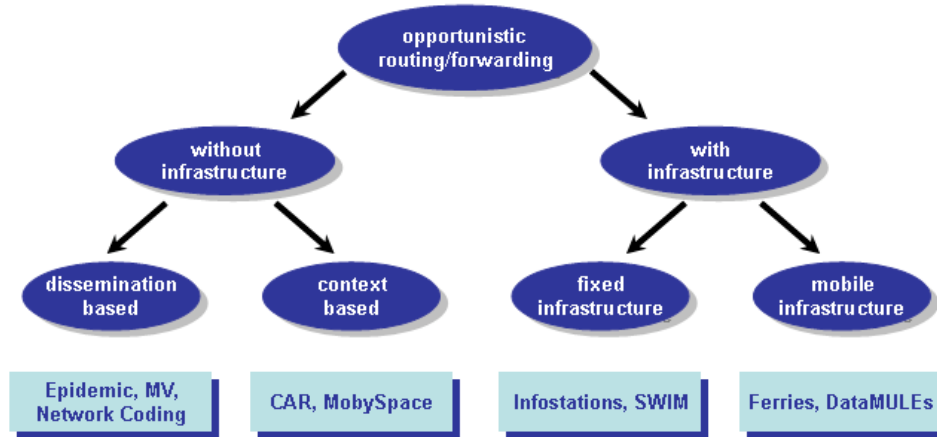 opportunistic
routing/forwarding
without
infrastructure
with
infrastructure
dissemination
based
context
based
fixed
infrastructure
mobile
infrastructure
Epidemic, MV,
Network Coding
CAR, MobySpace
Infostations, SWIM
Ferries, DataMULEs